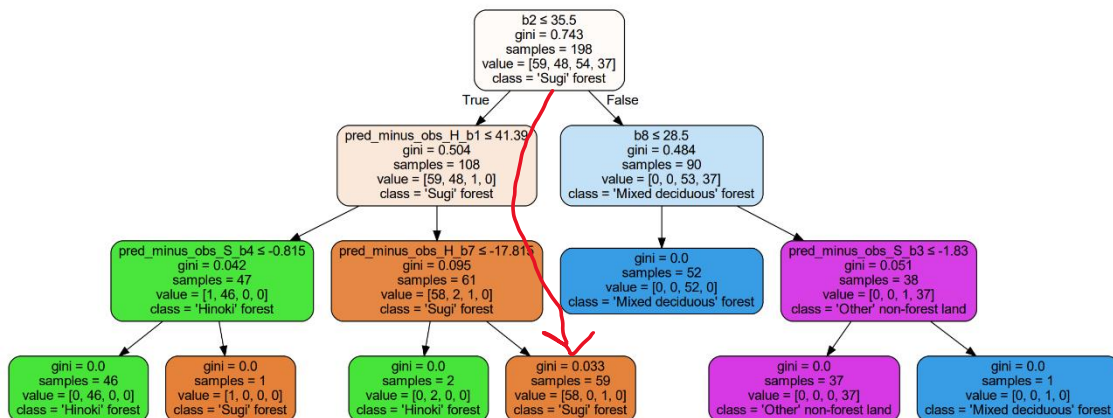 b2 ≤ 35.5
gini = 0.743
samples = 198
value = [59, 48, 54, 37]
class = 'Sugi' forest
True
False
pred_minus_obs_H_b1 ≤ 41.39
gini = 0.504
samples = 108
value = [59, 48, 1, 0]
class = 'Sugi' forest
b8 ≤ 28.5
gini = 0.484
samples = 90
value = [0, 0, 53, 37]
class = 'Mixed deciduous' forest
pred_minus_obs_S_b4 ≤ -0.815
gini = 0.042
samples = 47
value = [1, 46, 0, 0]
class = 'Hinoki' forest
pred_minus_obs_H_b7 ≤ -17.815
gini = 0.095
samples = 61
value = [58, 2, 1, 0]
class = 'Sugi' forest
gini = 0.0
samples = 52
value = [0, 0, 52, 0]
class = 'Mixed deciduous' forest
pred_minus_obs_S_b3 ≤ -1.83
gini = 0.051
samples = 38
value = [0, 0, 1, 37]
class = 'Other' non-forest land
gini = 0.0
samples = 46
value = [0, 46, 0, 0]
class = 'Hinoki' forest
gini = 0.0
samples = 1
value = [1, 0, 0, 0]
class = 'Sugi' forest
gini = 0.0
samples = 2
value = [0, 2, 0, 0]
class = 'Hinoki' forest
gini = 0.033
samples = 59
value = [58, 0, 1, 0]
class = 'Sugi' forest
gini = 0.0
samples = 37
value = [0, 0, 0, 37]
class = 'Other' non-forest land
gini = 0.0
samples = 1
value = [0, 0, 1, 0]
class = 'Mixed deciduous' forest